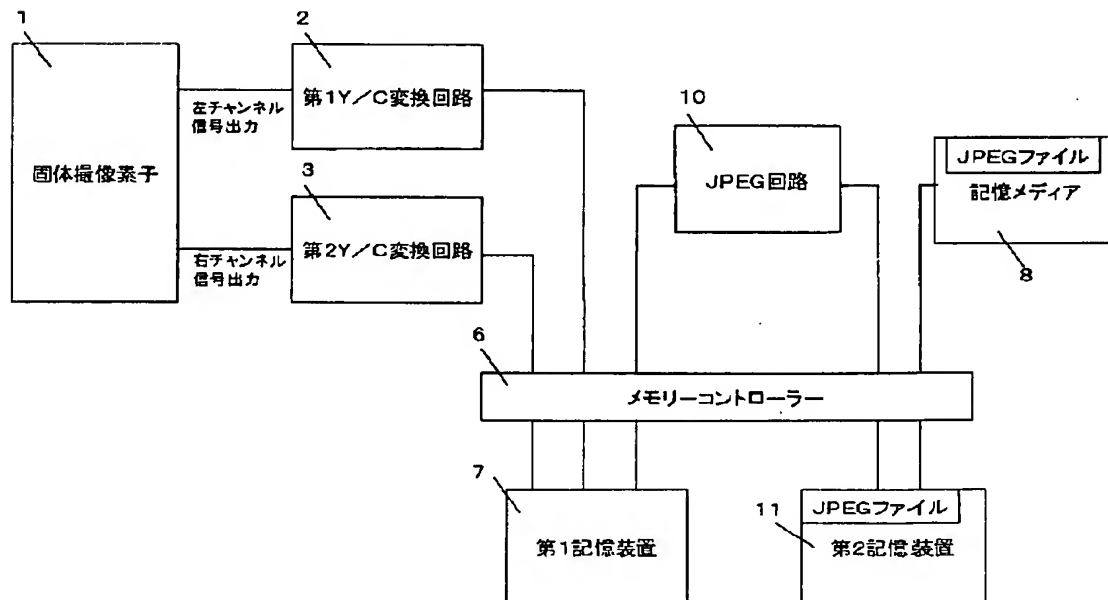 1
2
第1Y／C変換回路
左チャンネル
信号出力
固体撮像素子
3
第2Y／C変換回路
右チャンネル
信号出力
10
JPEG回路
JPEGファイル
記憶メディア
8
6
メモリーコントローラー
7
第1記憶装置
JPEGファイル
11
第2記憶装置